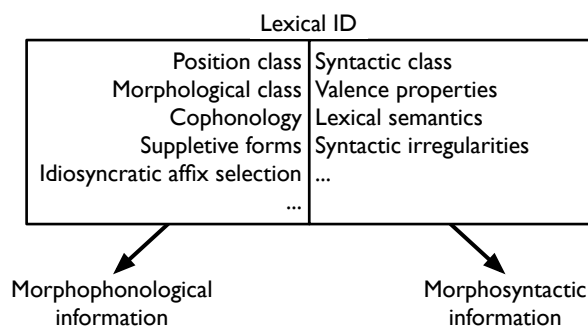 Lexical ID
Position class
Morphological class
Cophonology
Suppletive forms
Idiosyncratic affix selection
...
Syntactic class
Valence properties
Lexical semantics
Syntactic irregularities
...
Morphophonological
information
Morphosyntactic
information